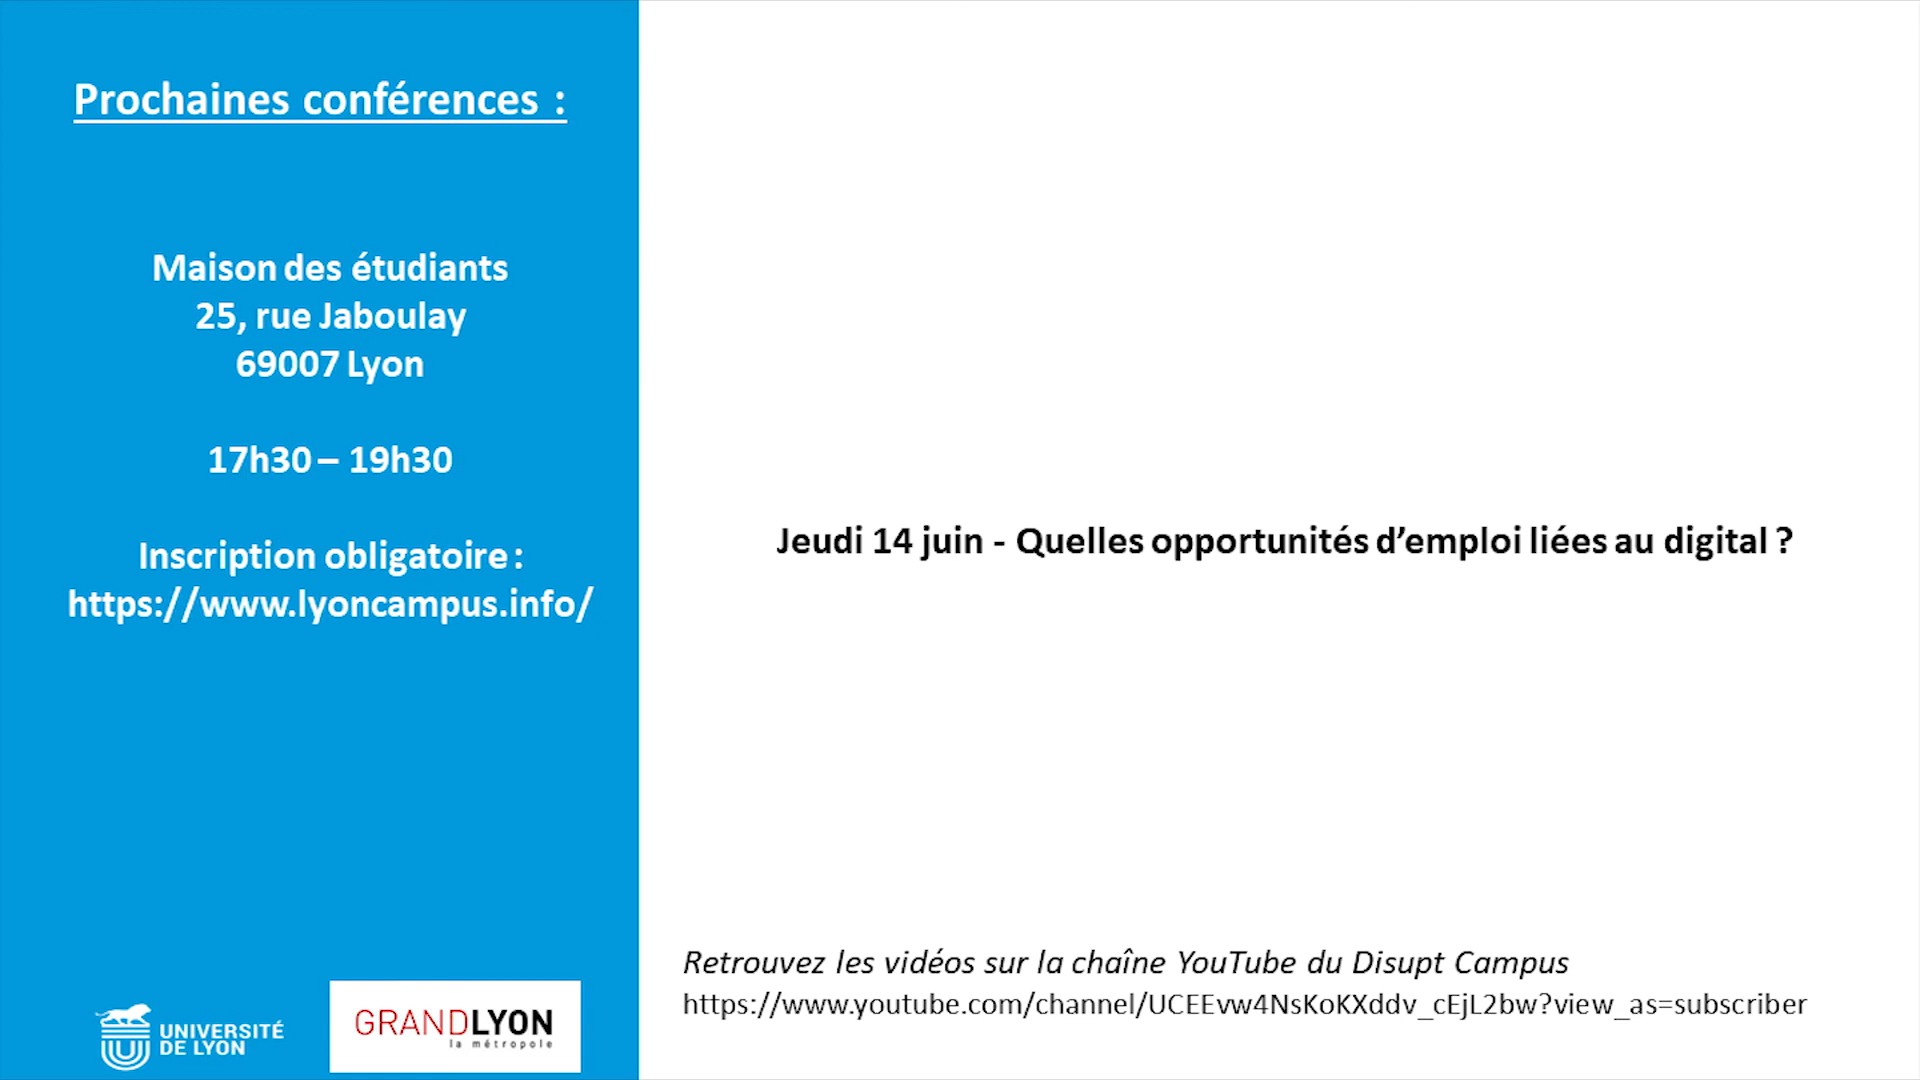 Prochaines conférences :
Maison des étudiants
25, rue Jaboulay
69007 Lyon
17h30 – 19h30
Inscription obligatoire :
https://www.lyoncampus.info/
UNIVERSITÉ
DE LYON
GRANDLYON
la métropole
Jeudi 14 juin - Quelles opportunités d’emploi liées au digital ?
Retrouvez les vidéos sur la chaîne YouTube du Disupt Campus
https://www.youtube.com/channel/UCEEvw4NsKoKXddv_cEjL2bw?view_as=subscriber